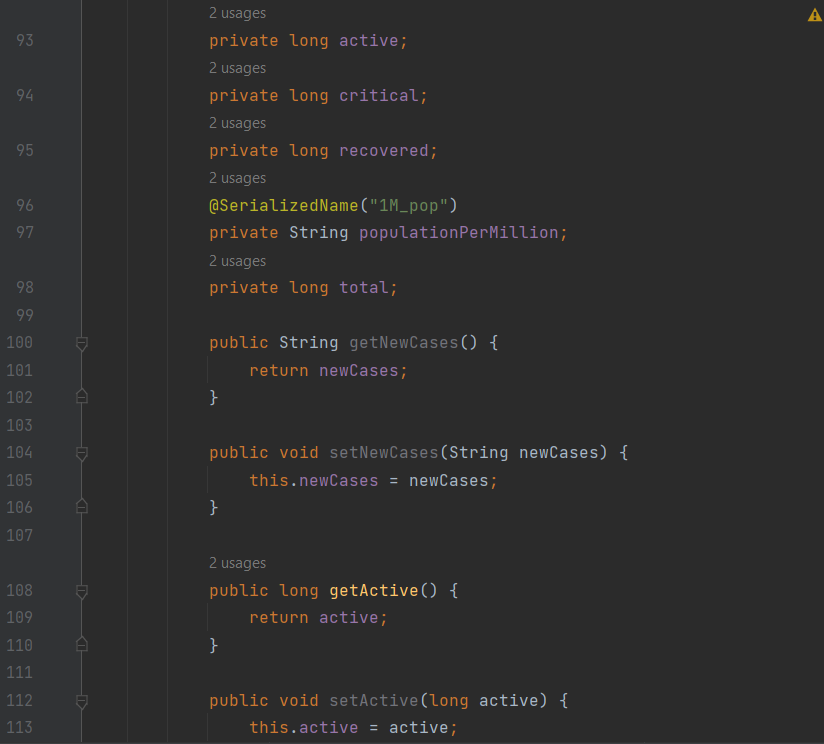 2 usages
93 private long active;
2 usages
94 private long critical;
2 usages
95 private long recovered;
2 usages
96 @SerializedName("1M_pop")
97 private String populationPerMillion;
2 usages
98 private long total;
99
100 public String getNewCases() {
101 return newCases;
102 }
103
104 public void setNewCases(String newCases) {
105 this.newCases = newCases;
106 }
107
2 usages
108 public long getActive() {
109 return active;
110 }
111
112 public void setActive(long active) {
113 this.active = active;